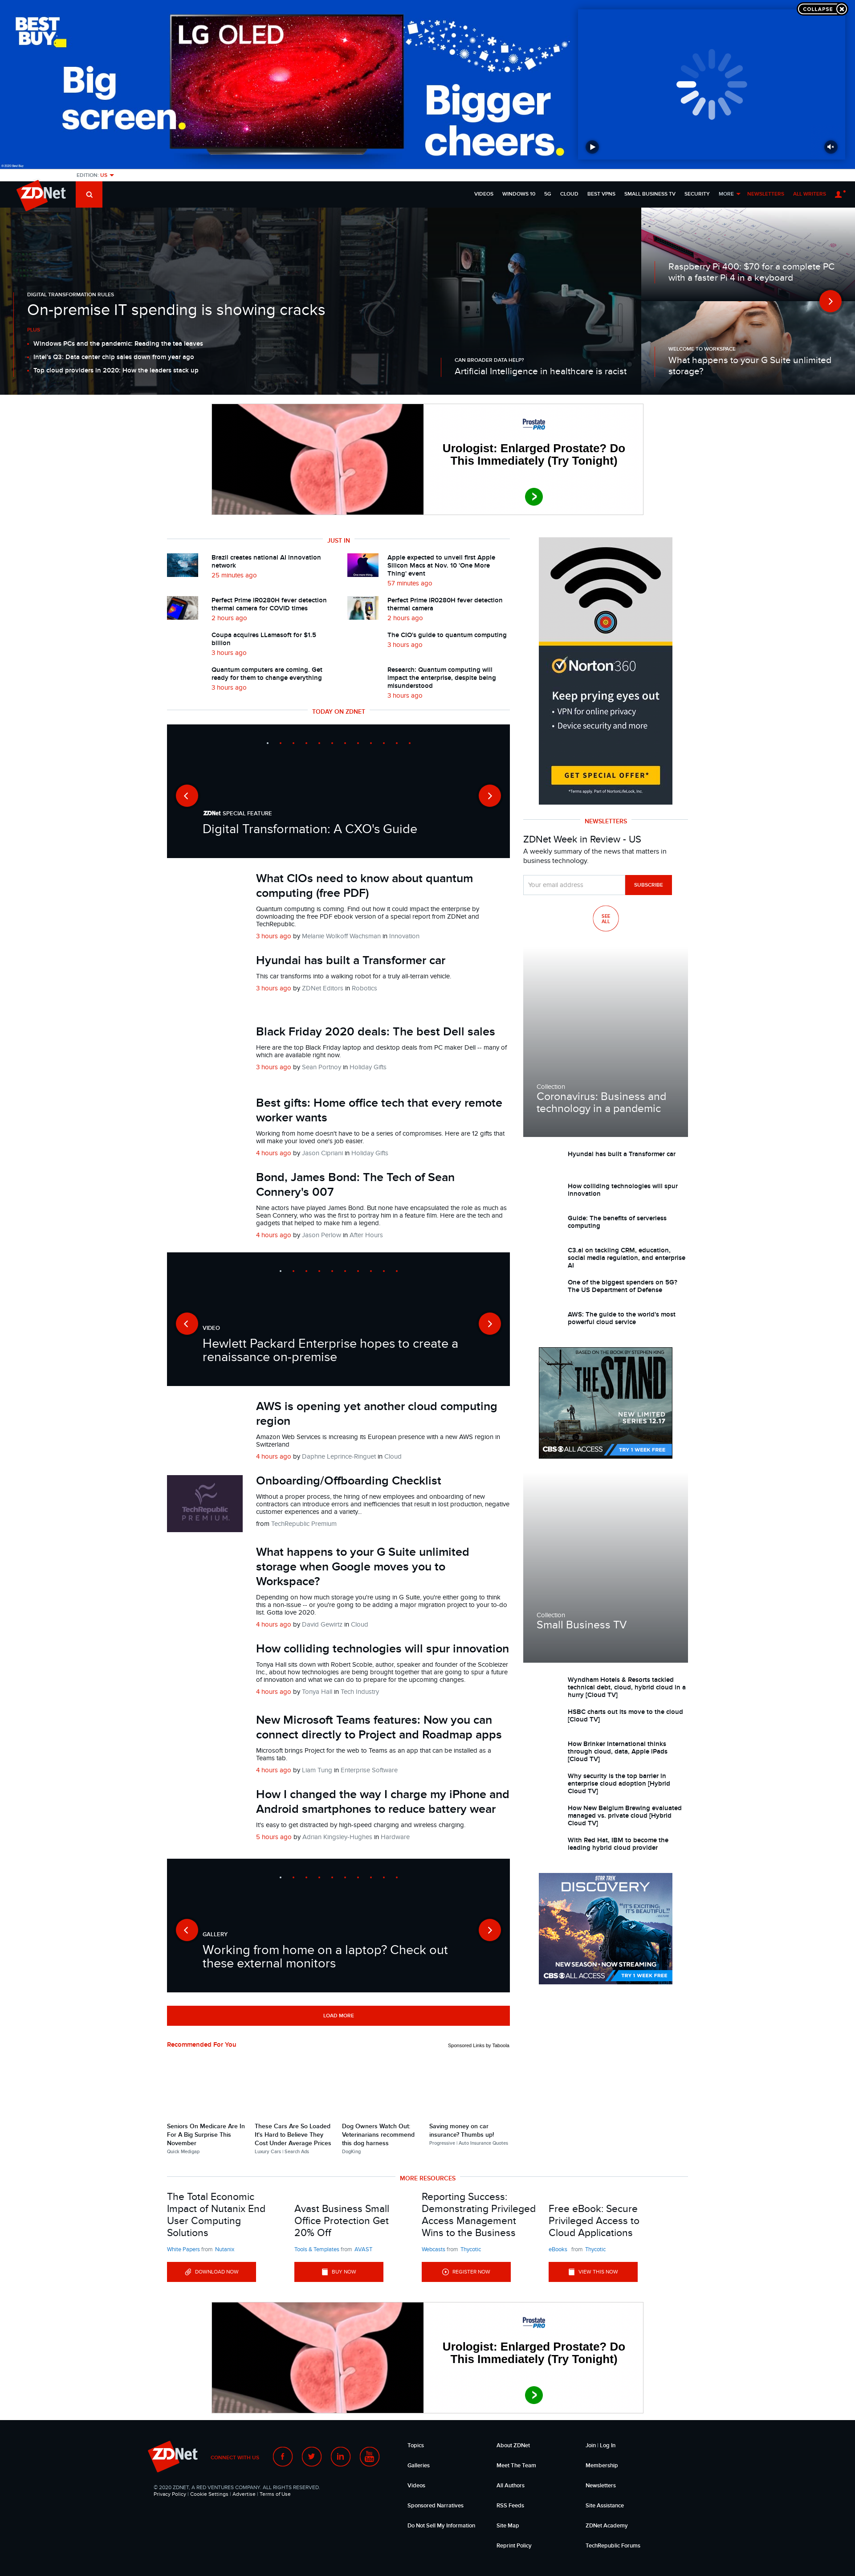 COLLAPSE
BEST
BUY
LG OLED
Big
screen.
Bigger
cheers.
© 2020 Best Buy
EDITION: US
ZDNet
VIDEOS
WINDOWS 10
5G
CLOUD
BEST VPNS
SMALL BUSINESS TV
SECURITY
MORE
NEWSLETTERS
ALL WRITERS
DIGITAL TRANSFORMATION RULES
On-premise IT spending is showing cracks
PLUS
Windows PCs and the pandemic: Reading the tea leaves
Intel's Q3: Data center chip sales down from year ago
Top cloud providers in 2020: How the leaders stack up
CAN BROADER DATA HELP?
Artificial Intelligence in healthcare is racist
Raspberry Pi 400: $70 for a complete PC
with a faster Pi 4 in a keyboard
WELCOME TO WORKSPACE
What happens to your G Suite unlimited
storage?
Prostate
PRO
Urologist: Enlarged Prostate? Do
This Immediately (Try Tonight)
JUST IN
Brazil creates national AI innovation
network
25 minutes ago
Apple expected to unveil first Apple
Silicon Macs at Nov. 10 'One More
Thing' event
57 minutes ago
Perfect Prime IR0280H fever detection
thermal camera for COVID times
2 hours ago
Perfect Prime IR0280H fever detection
thermal camera
2 hours ago
Coupa acquires LLamasoft for $1.5
billion
3 hours ago
The CIO's guide to quantum computing
3 hours ago
Quantum computers are coming. Get
ready for them to change everything
3 hours ago
Research: Quantum computing will
impact the enterprise, despite being
misunderstood
3 hours ago
TODAY ON ZDNET
ZDNet SPECIAL FEATURE
Digital Transformation: A CXO's Guide
What CIOs need to know about quantum
computing (free PDF)
Quantum computing is coming. Find out how it could impact the enterprise by
downloading the free PDF ebook version of a special report from ZDNet and
TechRepublic.
3 hours ago by Melanie Wolkoff Wachsman in Innovation
Hyundai has built a Transformer car
This car transforms into a walking robot for a truly all-terrain vehicle.
3 hours ago by ZDNet Editors in Robotics
Black Friday 2020 deals: The best Dell sales
Here are the top Black Friday laptop and desktop deals from PC maker Dell -- many of
which are available right now.
3 hours ago by Sean Portnoy in Holiday Gifts
Best gifts: Home office tech that every remote
worker wants
Working from home doesn't have to be a series of compromises. Here are 12 gifts that
will make your loved one's job easier.
4 hours ago by Jason Cipriani in Holiday Gifts
Bond, James Bond: The Tech of Sean
Connery's 007
Nine actors have played James Bond. But none have encapsulated the role as much as
Sean Connery, who was the first to portray him in a feature film. Here are the tech and
gadgets that helped to make him a legend.
4 hours ago by Jason Perlow in After Hours
VIDEO
Hewlett Packard Enterprise hopes to create a
renaissance on-premise
AWS is opening yet another cloud computing
region
Amazon Web Services is increasing its European presence with a new AWS region in
Switzerland
4 hours ago by Daphne Leprince-Ringuet in Cloud
TechRepublic
PREMIUM.
Onboarding/Offboarding Checklist
Without a proper process, the hiring of new employees and onboarding of new
contractors can introduce errors and inefficiencies that result in lost production, negative
customer experiences and a variety...
from TechRepublic Premium
What happens to your G Suite unlimited
storage when Google moves you to
Workspace?
Depending on how much storage you're using in G Suite, you're either going to think
this a non-issue -- or you're going to be adding a major migration project to your to-do
list. Gotta love 2020.
4 hours ago by David Gewirtz in Cloud
How colliding technologies will spur innovation
Tonya Hall sits down with Robert Scoble, author, speaker and founder of the Scobleizer
Inc., about how technologies are being brought together that are going to spur a future
of innovation and what we can do to prepare for the upcoming changes.
4 hours ago by Tonya Hall in Tech Industry
New Microsoft Teams features: Now you can
connect directly to Project and Roadmap apps
Microsoft brings Project for the web to Teams as an app that can be installed as a
Teams tab.
4 hours ago by Liam Tung in Enterprise Software
How I changed the way I charge my iPhone and
Android smartphones to reduce battery wear
It's easy to get distracted by high-speed charging and wireless charging.
5 hours ago by Adrian Kingsley-Hughes in Hardware
GALLERY
Working from home on a laptop? Check out
these external monitors
LOAD MORE
Norton360
Keep prying eyes out
• VPN for online privacy
• Device security and more
GET SPECIAL OFFER*
*Terms apply. Part of NortonLifeLock, Inc.
NEWSLETTERS
ZDNet Week in Review - US
A weekly summary of the news that matters in
business technology.
Your email address
SUBSCRIBE
SEE
ALL
Collection
Coronavirus: Business and
technology in a pandemic
Hyundai has built a Transformer car
How colliding technologies will spur
innovation
Guide: The benefits of serverless
computing
C3.ai on tackling CRM, education,
social media regulation, and enterprise
AI
One of the biggest spenders on 5G?
The US Department of Defense
AWS: The guide to the world's most
powerful cloud service
BASED ON THE BOOK BY STEPHEN KING
THE STAND
NEW LIMITED
SERIES 12.17
CBS ALL ACCESS
TRY 1 WEEK FREE
Collection
Small Business TV
Wyndham Hotels & Resorts tackled
technical debt, cloud, hybrid cloud in a
hurry [Cloud TV]
HSBC charts out its move to the cloud
[Cloud TV]
How Brinker International thinks
through cloud, data, Apple iPads
[Cloud TV]
Why security is the top barrier in
enterprise cloud adoption [Hybrid
Cloud TV]
How New Belgium Brewing evaluated
managed vs. private cloud [Hybrid
Cloud TV]
With Red Hat, IBM to become the
leading hybrid cloud provider
STAR TREK
DISCOVERY
"IT'S EXCITING,
IT'S BEAUTIFUL."
NEW SEASON • NOW STREAMING
CBS ALL ACCESS
TRY 1 WEEK FREE
Recommended For You
Sponsored Links by Taboola
Seniors On Medicare Are In
For A Big Surprise This
November
Quick Medigap
These Cars Are So Loaded
It's Hard to Believe They
Cost Under Average Prices
Luxury Cars | Search Ads
Dog Owners Watch Out:
Veterinarians recommend
this dog harness
DogKing
Saving money on car
insurance? Thumbs up!
Progressive | Auto Insurance Quotes
MORE RESOURCES
The Total Economic
Impact of Nutanix End
User Computing
Solutions
White Papers from Nutanix
DOWNLOAD NOW
Avast Business Small
Office Protection Get
20% Off
Tools & Templates from AVAST
BUY NOW
Reporting Success:
Demonstrating Privileged
Access Management
Wins to the Business
Webcasts from Thycotic
REGISTER NOW
Free eBook: Secure
Privileged Access to
Cloud Applications
eBooks from Thycotic
VIEW THIS NOW
Prostate
PRO
Urologist: Enlarged Prostate? Do
This Immediately (Try Tonight)
ZDNet
CONNECT WITH US
© 2020 ZDNET, A RED VENTURES COMPANY. ALL RIGHTS RESERVED.
Privacy Policy | Cookie Settings | Advertise | Terms of Use
Topics
Galleries
Videos
Sponsored Narratives
Do Not Sell My Information
About ZDNet
Meet The Team
All Authors
RSS Feeds
Site Map
Reprint Policy
Join | Log In
Membership
Newsletters
Site Assistance
ZDNet Academy
TechRepublic Forums